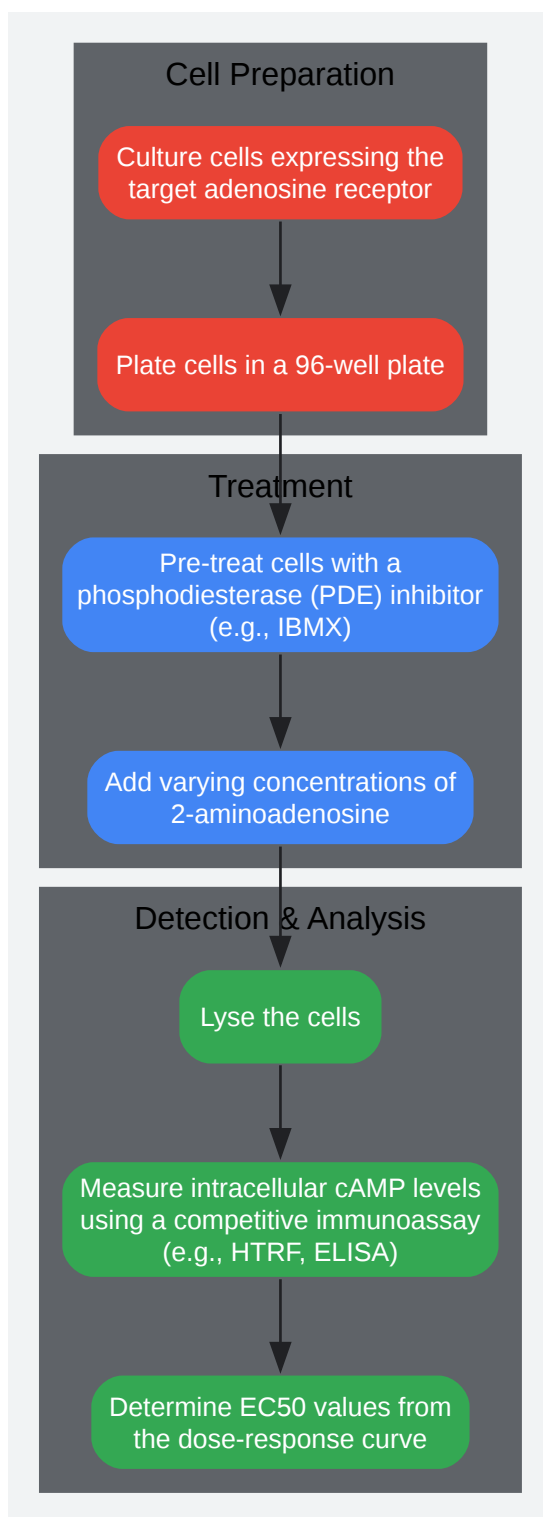 Cell Preparation
Culture cells expressing the
target adenosine receptor
Plate cells in a 96-well plate
Treatment
Pre-treat cells with a
phosphodiesterase (PDE) inhibitor
(e.g., IBMX)
Add varying concentrations of
2-aminoadenosine
Detection & Analysis
Lyse the cells
Measure intracellular cAMP levels
using a competitive immunoassay
(e.g., HTRF, ELISA)
Determine EC50 values from
the dose-response curve